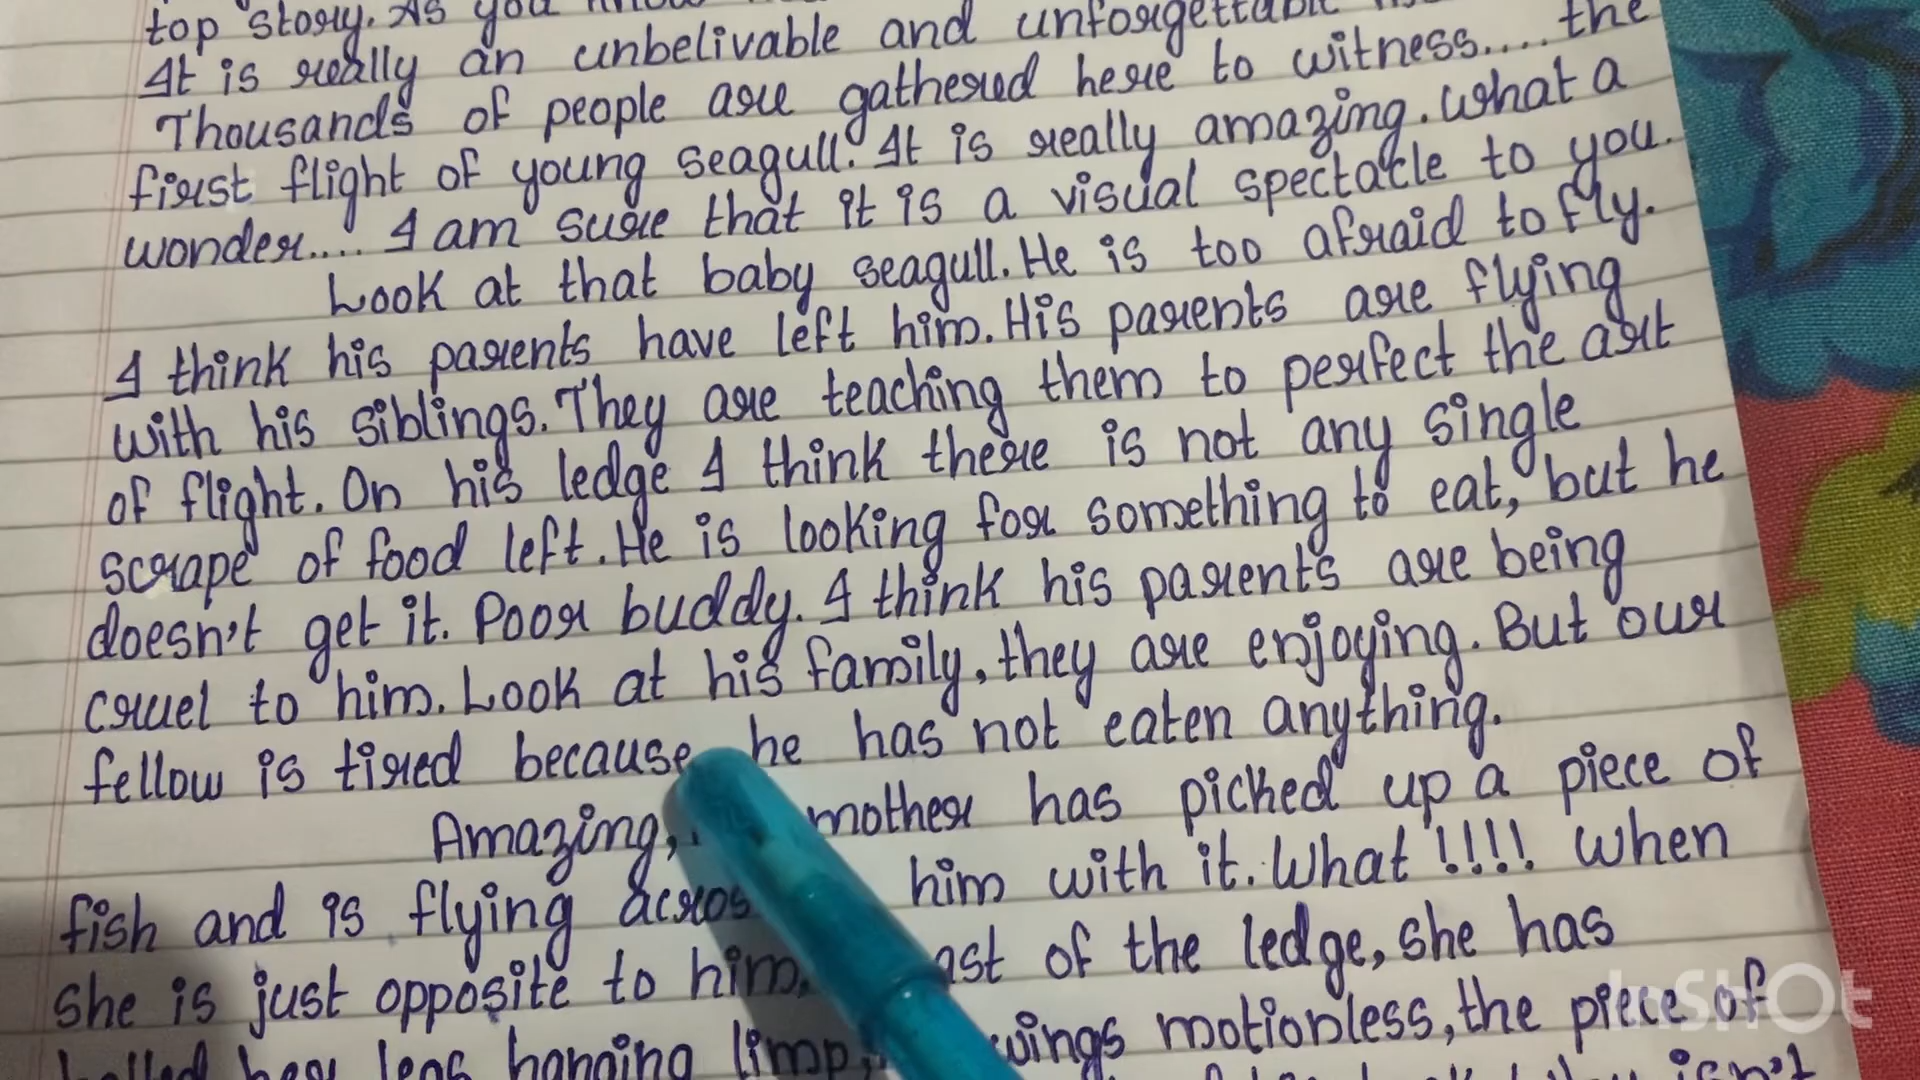 top story. As you
It is really an unbelivable and unforgettable
Thousands of people are gathered here to witness.... the
first flight of young seagull. It is really amazing. What a
wonder.... I am sure that it is a visual spectacle to you.
Look at that baby seagull. He is too afraid to fly.
I think his parents have left him. His parents are flying
with his siblings. They are teaching them to perfect the art
of flight. On his ledge I think there is not any single
scrape of food left. He is looking for something to eat, but he
doesn't get it. Poor buddy. I think his parents are being
cruel to him. Look at his family, they are enjoying. But our
fellow is tired because he has not eaten anything.
Amazing, mother has picked up a piece of
fish and is flying acros him with it. What !!!! When
she is just opposite to him, ast of the ledge, she has
her legs hanging limp, wings motionless, the piece of
isn't
InShOt